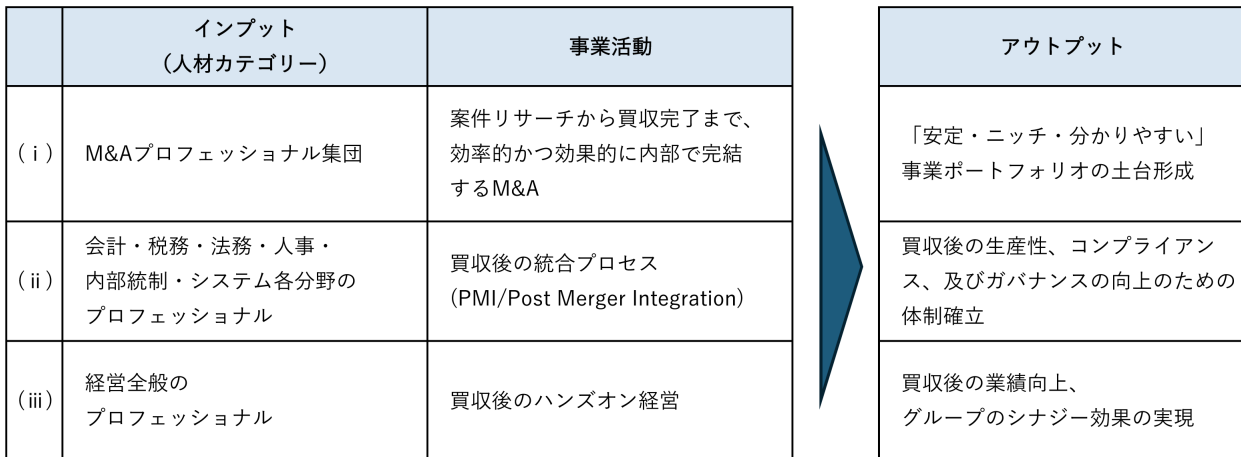 インプット
（人材カテゴリー）
事業活動
アウトプット
（ⅰ）
M&Aプロフェッショナル集団
案件リサーチから買収完了まで、
効率的かつ効果的に内部で完結
するM&A
「安定・ニッチ・分かりやすい」
事業ポートフォリオの土台形成
（ⅱ）
会計・税務・法務・人事・
内部統制・システム各分野の
プロフェッショナル
買収後の統合プロセス
(PMI/Post Merger Integration)
買収後の生産性、コンプライアン
ス、及びガバナンスの向上のための
体制確立
（ⅲ）
経営全般の
プロフェッショナル
買収後のハンズオン経営
買収後の業績向上、
グループのシナジー効果の実現